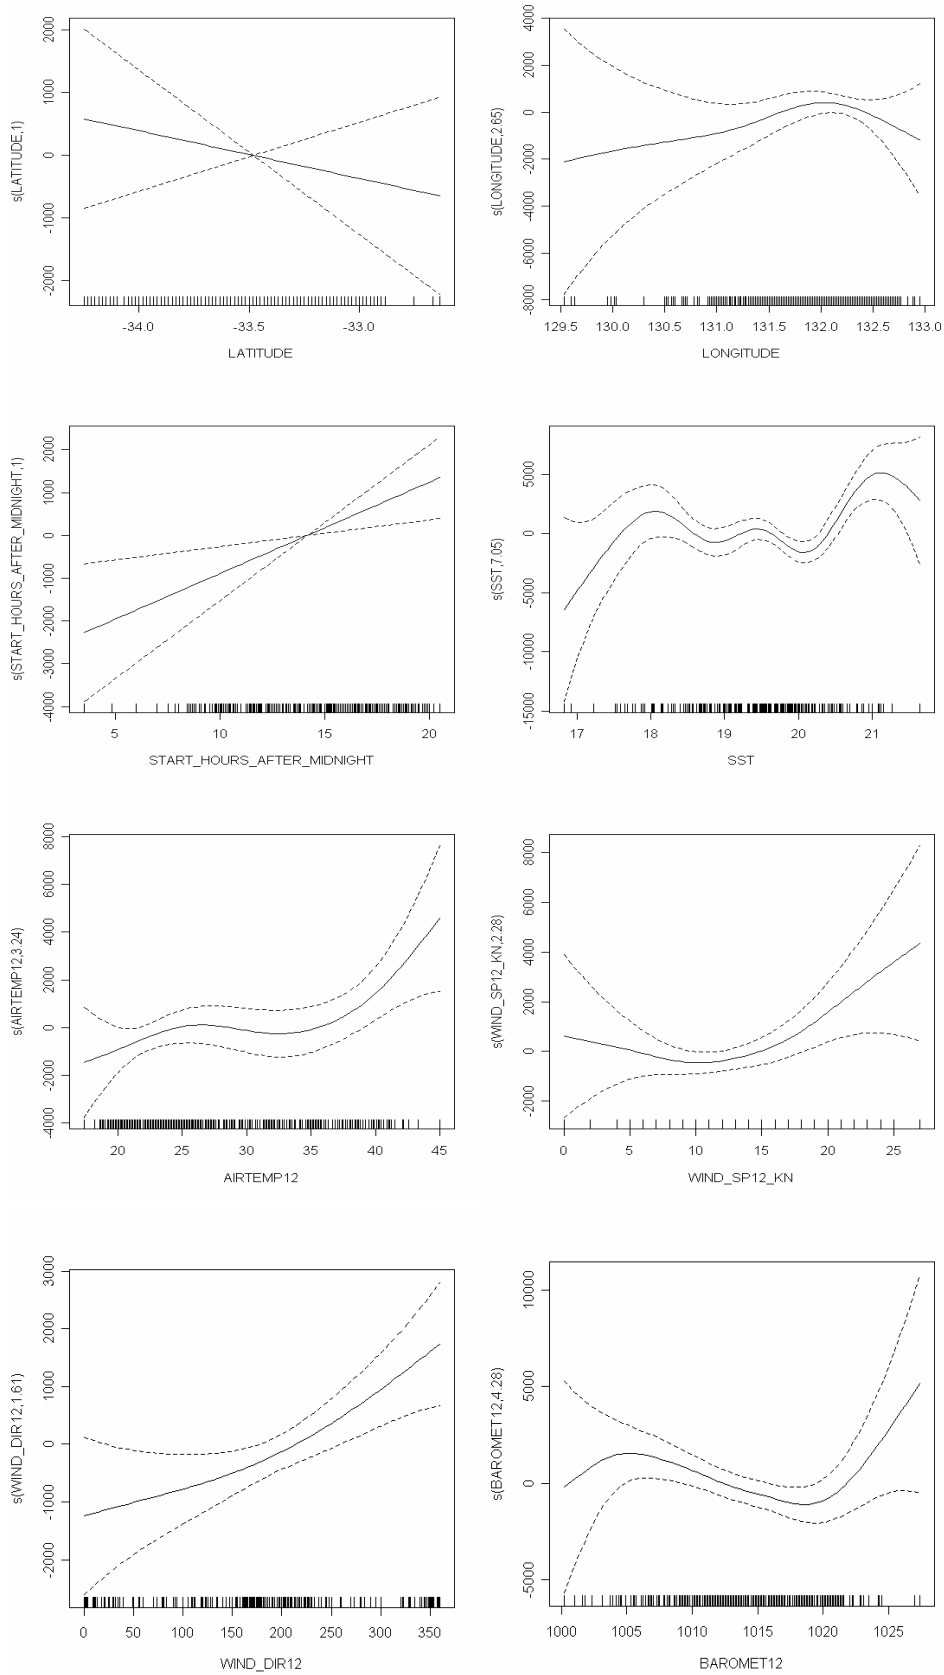 s(LATITUDE,1)
2000
1000
0
-1000
-2000
-34.0 -33.5 -33.0
LATITUDE
s(LONGITUDE,2.65)
4000
2000
0
-2000
-4000
-6000
-8000
129.5 130.0 130.5 131.0 131.5 132.0 132.5 133.0
LONGITUDE
s(START_HOURS_AFTER_MIDNIGHT,1)
2000
1000
0
-1000
-2000
-3000
-4000
5 10 15 20
START_HOURS_AFTER_MIDNIGHT
s(SST,7.05)
5000
0
-5000
-10000
-15000
17 18 19 20 21
SST
s(AIRTEMP12,3.24)
8000
6000
4000
2000
0
-2000
-4000
20 25 30 35 40 45
AIRTEMP12
s(WIND_SP12_KN,2.28)
8000
6000
4000
2000
0
-2000
0 5 10 15 20 25
WIND_SP12_KN
s(WIND_DIR12,1.61)
3000
2000
1000
0
-1000
-2000
0 50 100 150 200 250 300 350
WIND_DIR12
s(BAROMET12,4.28)
10000
5000
0
-5000
1000 1005 1010 1015 1020 1025
BAROMET12